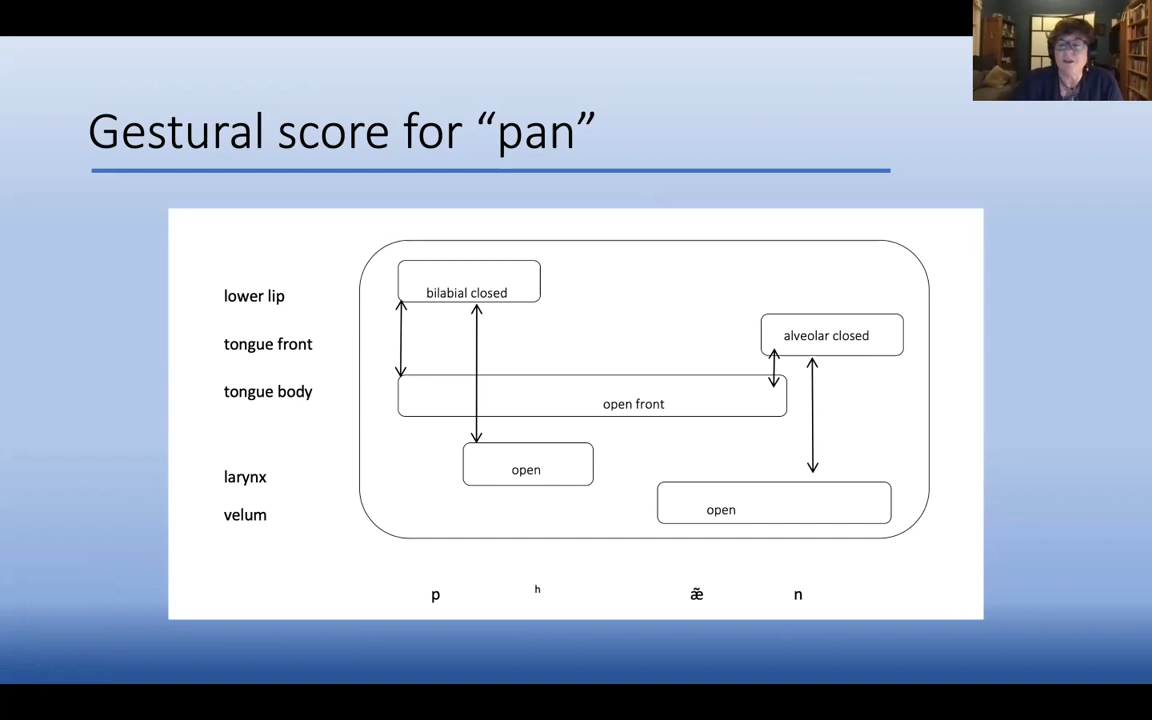 Gestural score for “pan”
lower lip
bilabial closed
tongue front
alveolar closed
tongue body
open front
larynx
open
velum
open
p ʰ æ̃ n